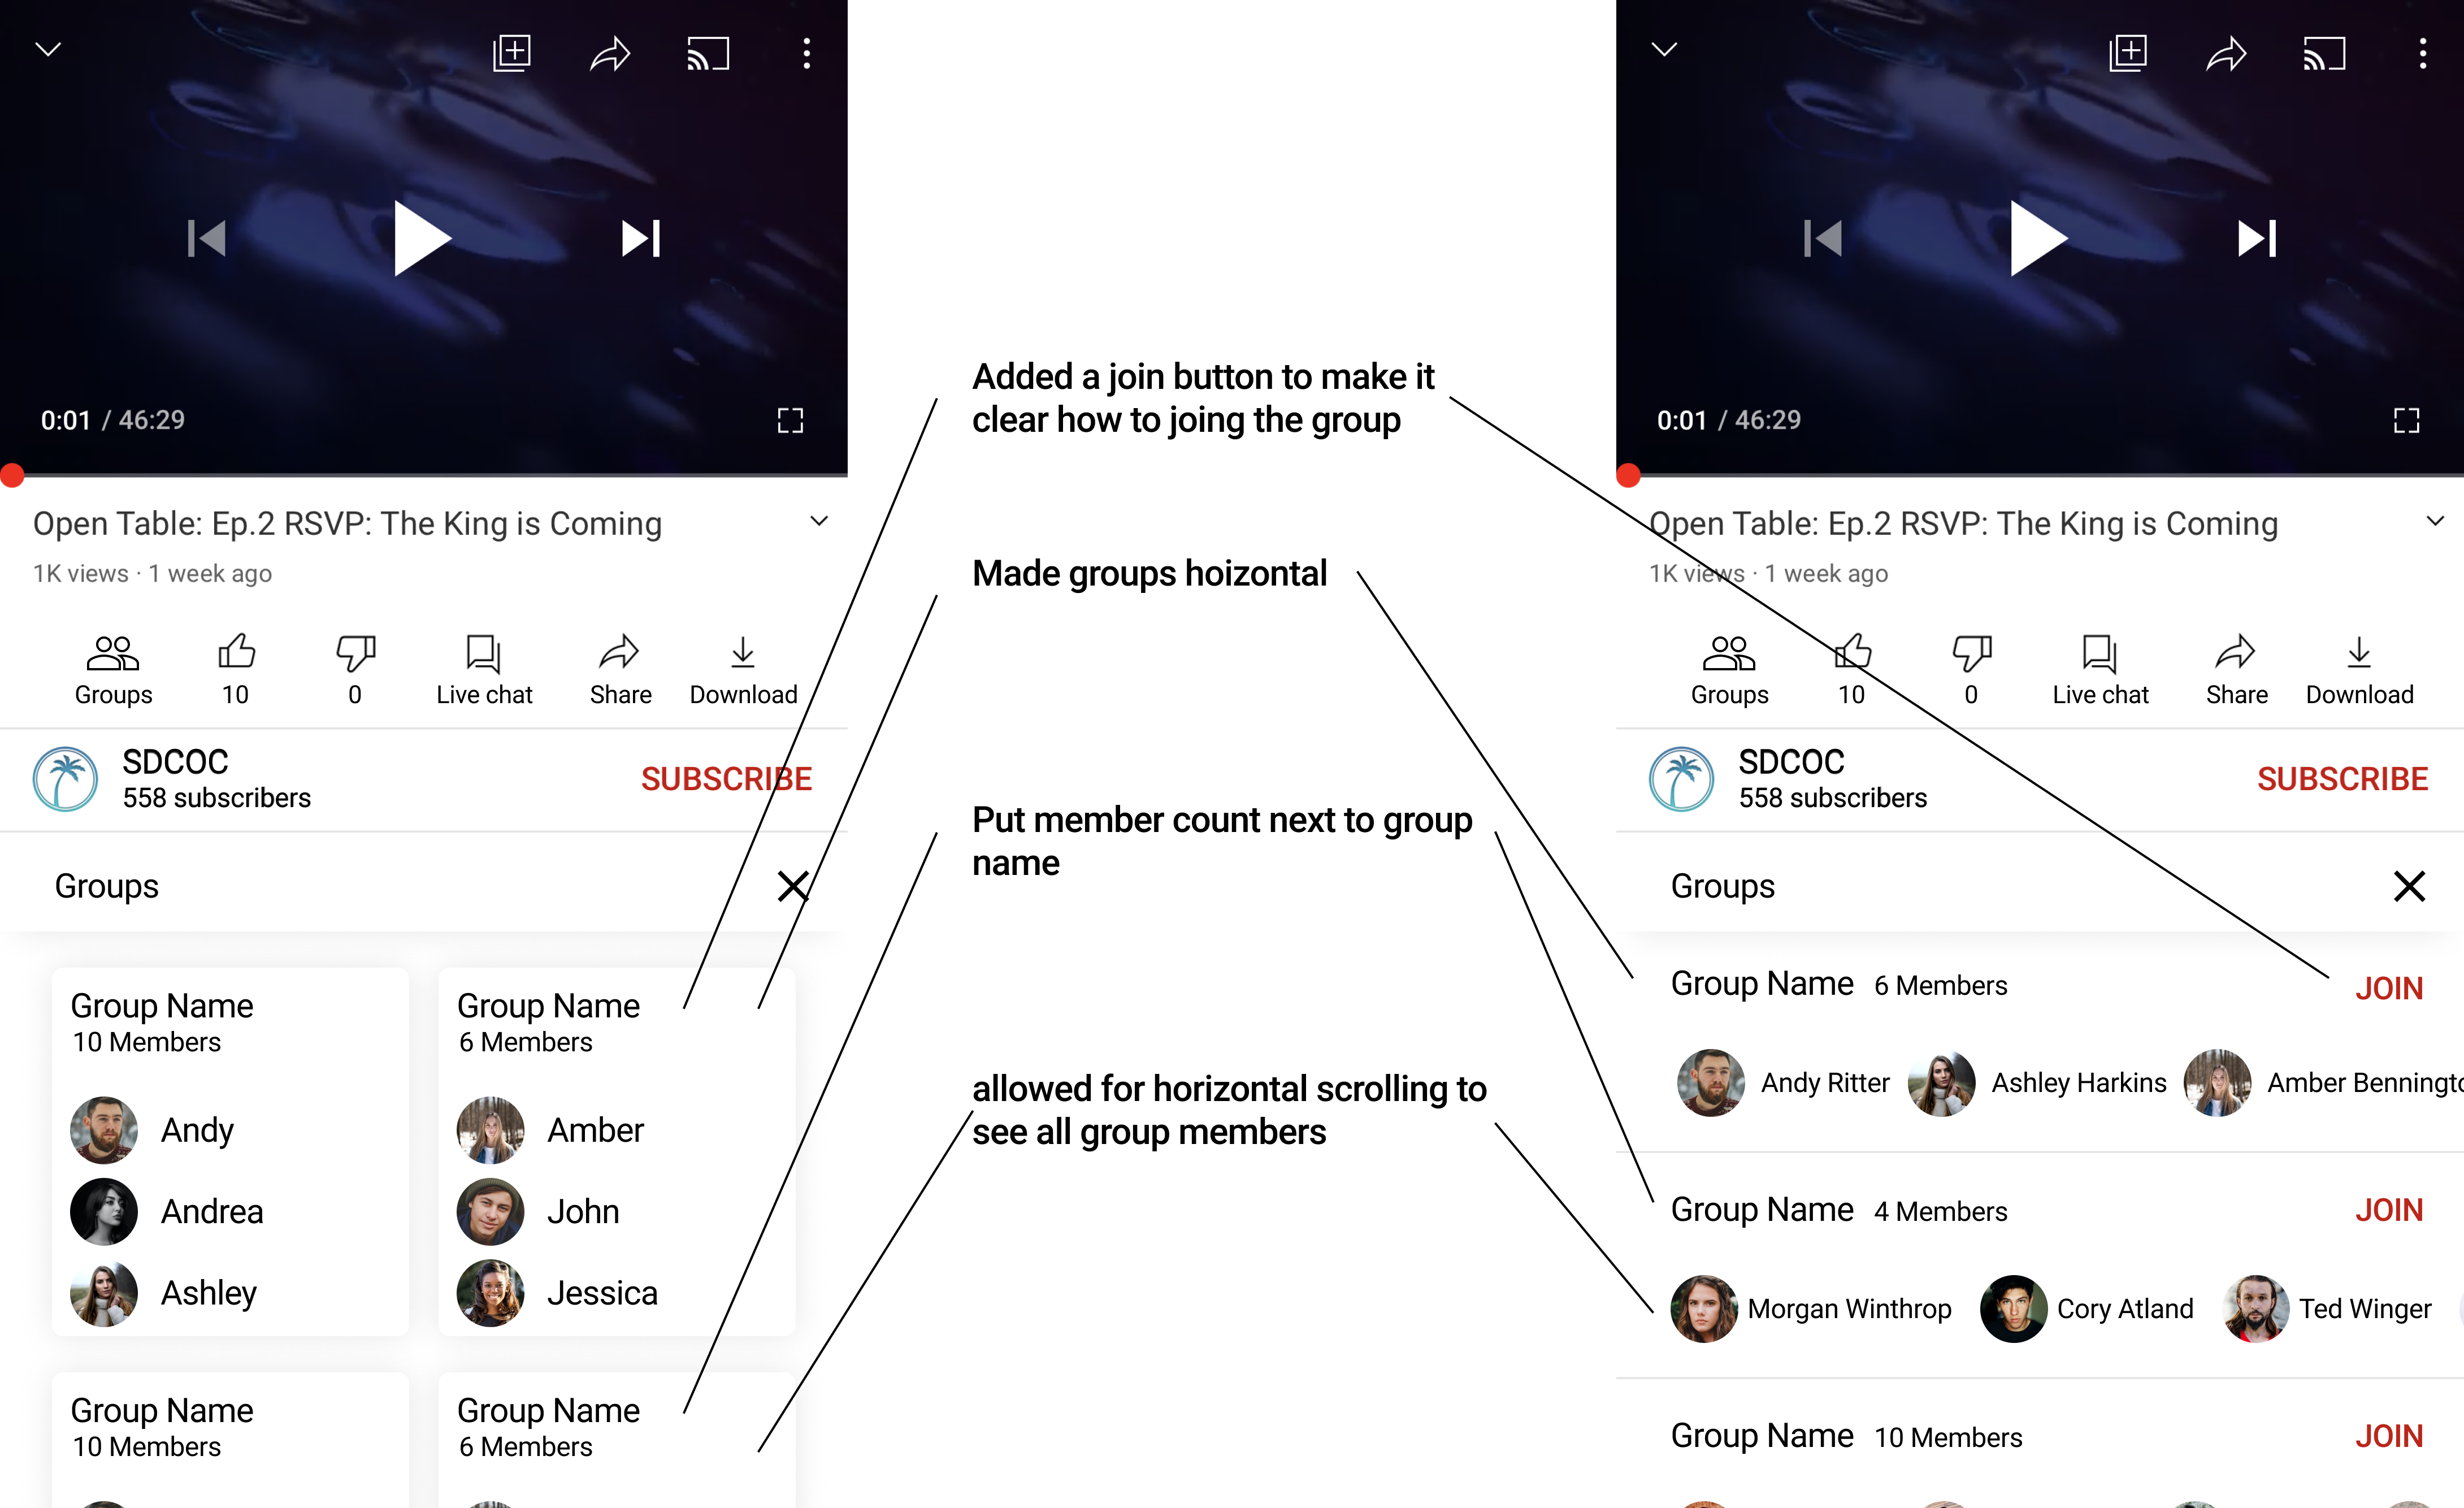 0:01 / 46:29
Open Table: Ep.2 RSVP: The King is Coming
1K views · 1 week ago
Groups
10
0
Live chat
Share
Download
SDCOC
558 subscribers
SUBSCRIBE
Groups
Group Name
10 Members
Andy
Andrea
Ashley
Group Name
6 Members
Amber
John
Jessica
Group Name
10 Members
Group Name
6 Members
Added a join button to make it
clear how to joing the group
Made groups hoizontal
Put member count next to group
name
allowed for horizontal scrolling to
see all group members
0:01 / 46:29
Open Table: Ep.2 RSVP: The King is Coming
1K views · 1 week ago
Groups
10
0
Live chat
Share
Download
SDCOC
558 subscribers
SUBSCRIBE
Groups
Group Name 6 Members JOIN
Andy Ritter Ashley Harkins Amber
Group Name 4 Members JOIN
Morgan Winthrop Cory Atland Ted Winger
Group Name 10 Members JOIN